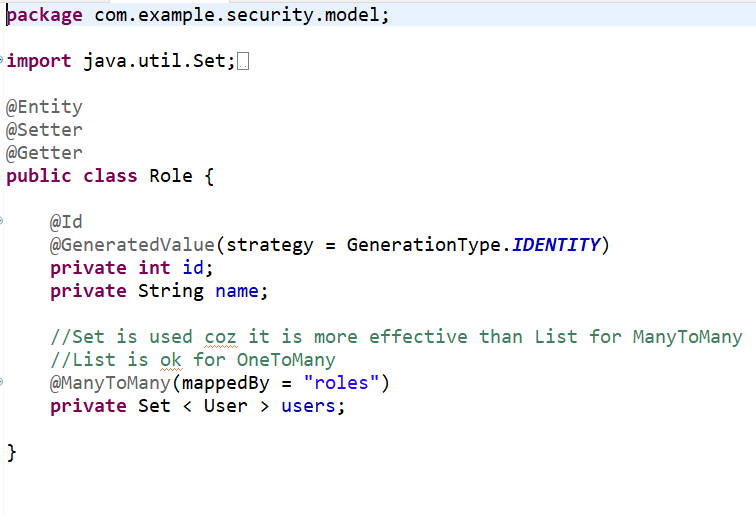 package com.example.security.model;
import java.util.Set;
@Entity
@Setter
@Getter
public class Role {
@Id
@GeneratedValue(strategy = GenerationType.IDENTITY)
private int id;
private String name;
//Set is used coz it is more effective than List for ManyToMany
//List is ok for OneToMany
@ManyToMany(mappedBy = "roles")
private Set < User > users;
}